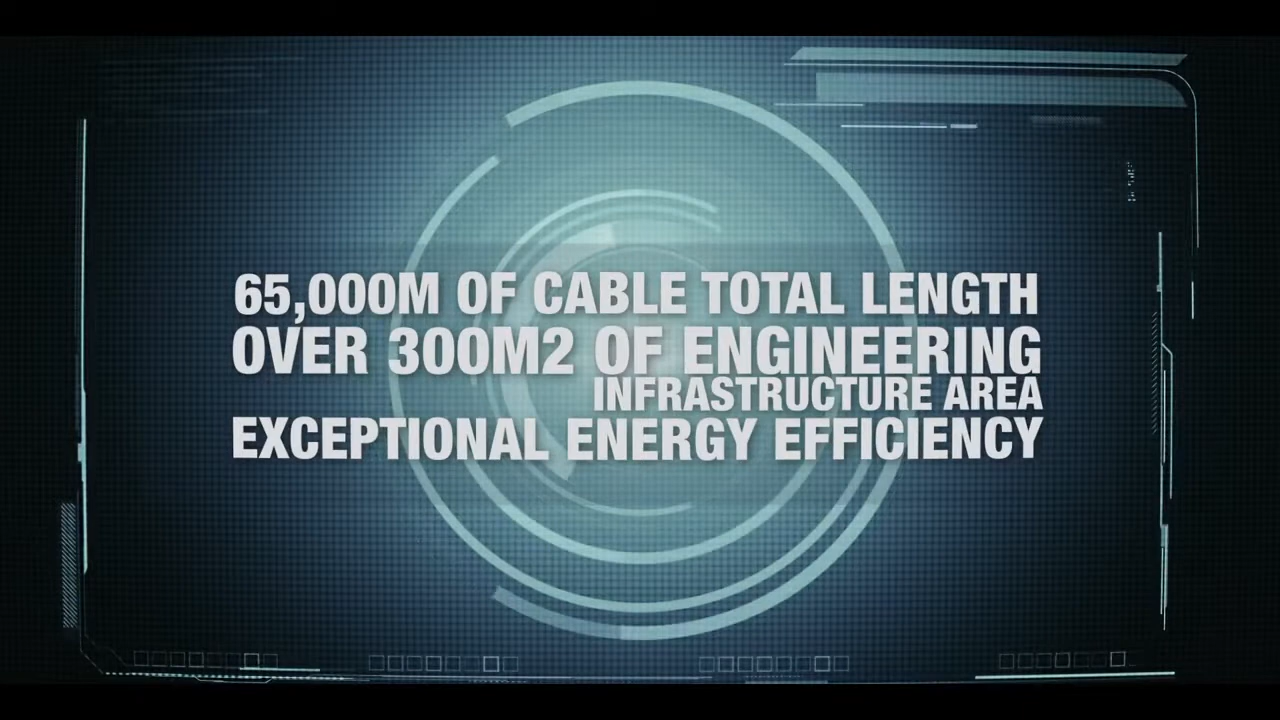 65,000M OF CABLE TOTAL LENGTH
OVER 300M2 OF ENGINEERING
INFRASTRUCTURE AREA
EXCEPTIONAL ENERGY EFFICIENCY